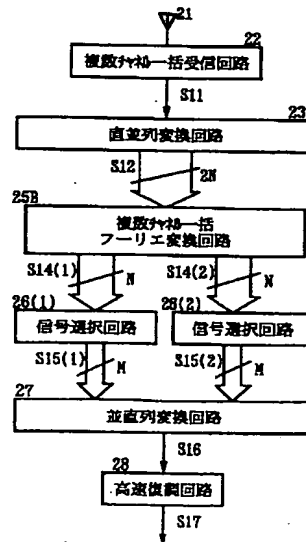 21
22
複数チャネル一括受信回路
S11
23
直並列変換回路
S12
2N
25B
複数チャネル一括
フーリエ変換回路
S14(1)
N
S14(2)
N
26(1)
26(2)
信号選択回路
信号選択回路
S15(1)
M
S15(2)
M
27
並直列変換回路
S16
28
高速復調回路
S17